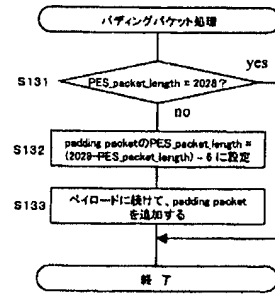 パディングパケット処理
S131
PES_packet_length = 2028?
yes
no
S132
padding packetのPES_packet_length =
(2029-PES_packet_length) - 6 に設定
S133
ペイロードに続けて、padding packet
を追加する
終 了